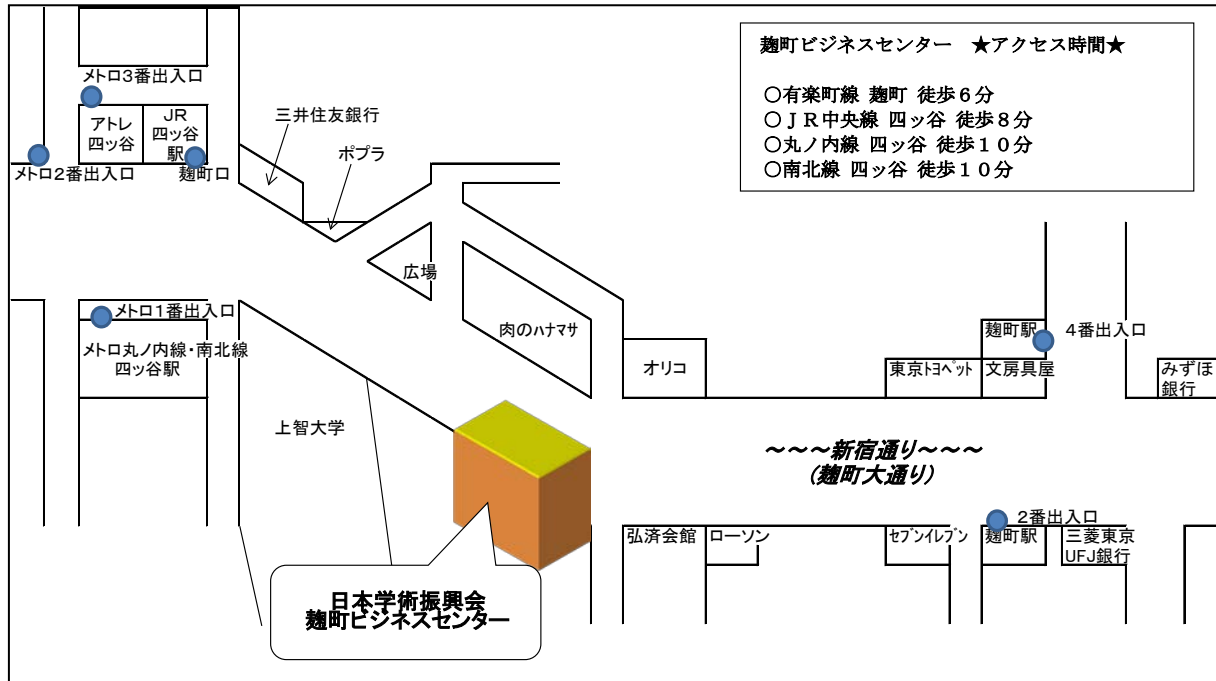 麹町ビジネスセンター ★アクセス時間★
○有楽町線 麹町 徒歩６分
○ＪＲ中央線 四ッ谷 徒歩８分
○丸ノ内線 四ッ谷 徒歩１０分
○南北線 四ッ谷 徒歩１０分
メトロ3番出入口
アトレ
四ッ谷
JR
四ッ谷
駅
メトロ2番出入口
麹町口
三井住友銀行
ポプラ
広場
メトロ1番出入口
メトロ丸ノ内線・南北線
四ッ谷駅
肉のﾊﾅﾏｻ
オリコ
麹町駅
4番出入口
東京ﾄﾖﾍﾟｯﾄ
文房具屋
みずほ
銀行
上智大学
～～～新宿通り～～～
(麹町大通り)
2番出入口
弘済会館
ローソン
ｾﾌﾞﾝｲﾚﾌﾞﾝ
麹町駅
三菱東京
UFJ銀行
日本学術振興会
麹町ビジネスセンター